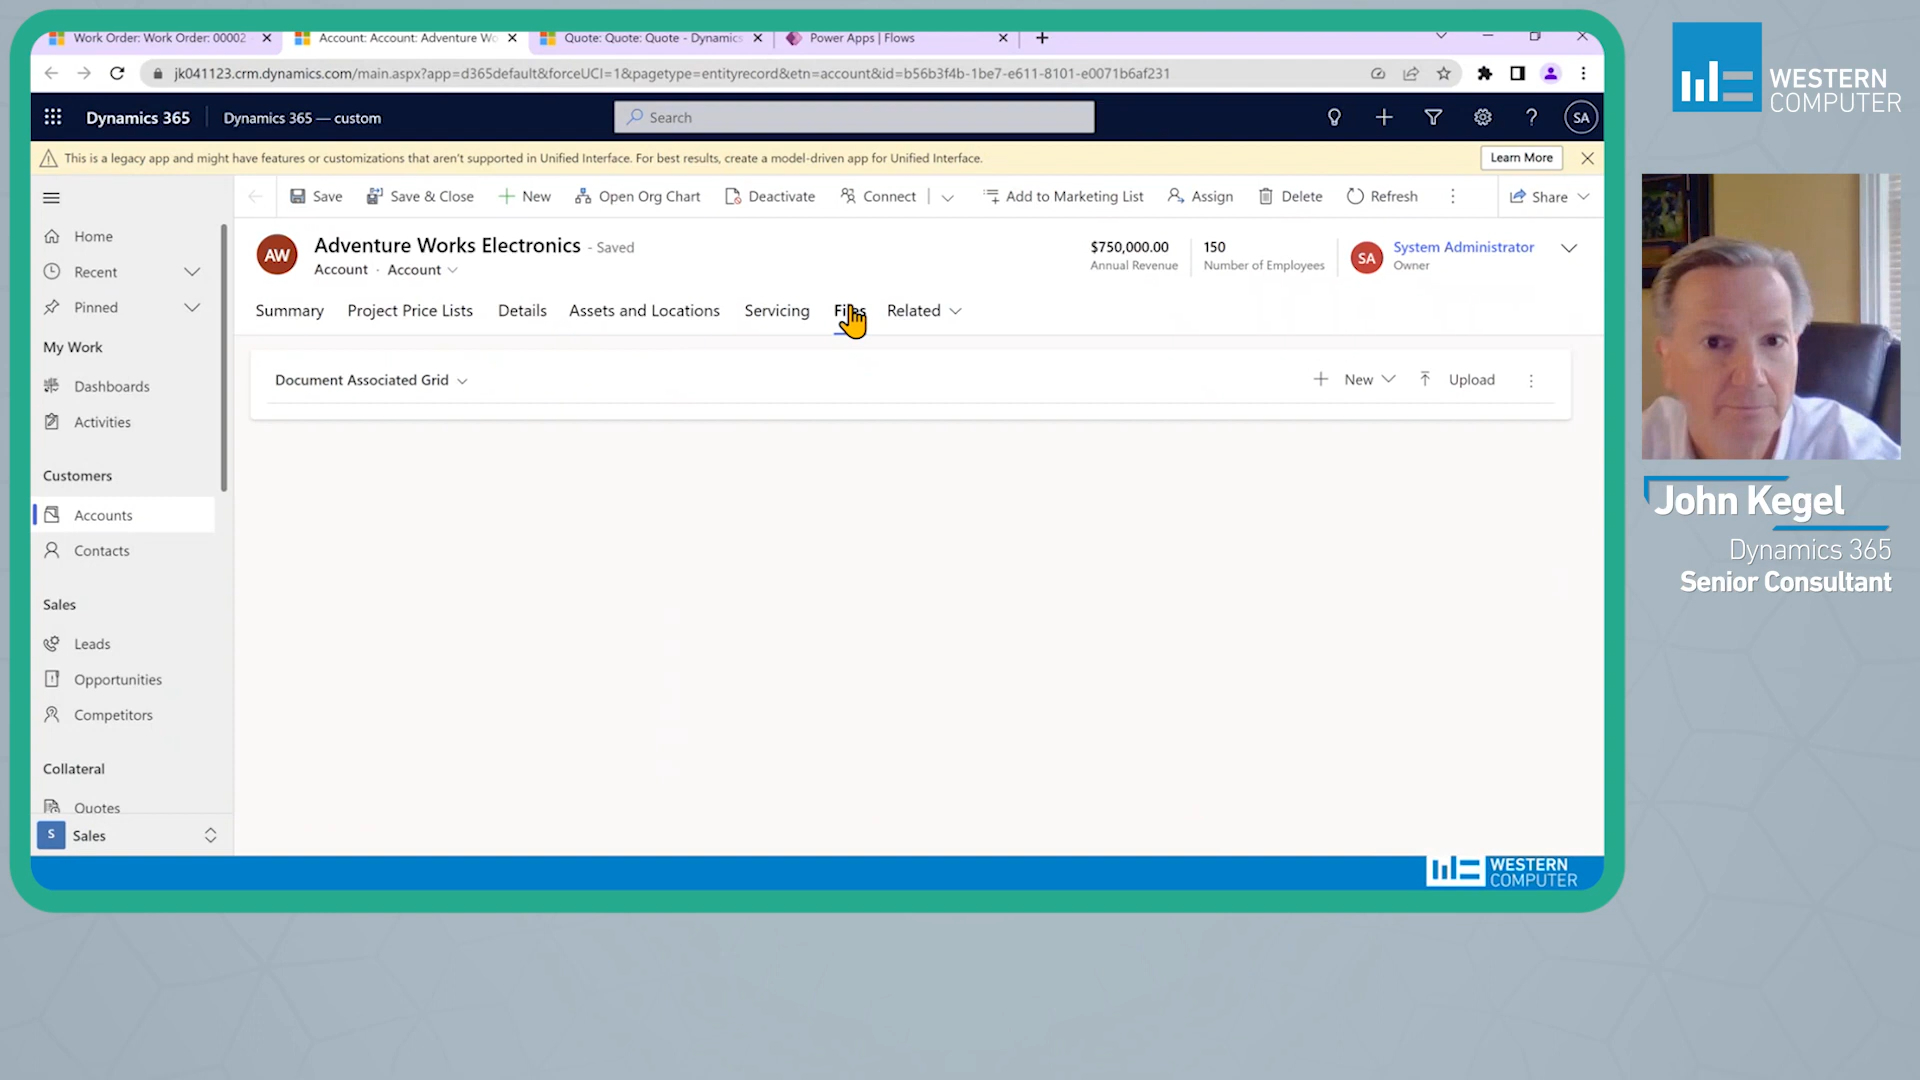 Work Order: Work Order: 00002
Account: Account: Adventure Wo
Quote: Quote: Quote - Dynamics
Power Apps | Flows
jk041123.crm.dynamics.com/main.aspx?app=d365default&forceUCI=1&pagetype=entityrecord&etn=account&id=b56b3f4b-1be7-e611-8101-e0071b6af231
Dynamics 365
Dynamics 365 — custom
Search
SA
This is a legacy app and might have features or customizations that aren't supported in Unified Interface. For best results, create a model-driven app for Unified Interface.
Learn More
Save
Save & Close
New
Open Org Chart
Deactivate
Connect
Add to Marketing List
Assign
Delete
Refresh
Share
Home
Recent
Pinned
My Work
Dashboards
Activities
Customers
Accounts
Contacts
Sales
Leads
Opportunities
Competitors
Collateral
Quotes
S
Sales
AW
Adventure Works Electronics - Saved
Account · Account
$750,000.00
Annual Revenue
150
Number of Employees
SA
System Administrator
Owner
Summary
Project Price Lists
Details
Assets and Locations
Servicing
Files
Related
Document Associated Grid
New
Upload
WESTERN
COMPUTER
WESTERN
COMPUTER
John Kegel
Dynamics 365
Senior Consultant